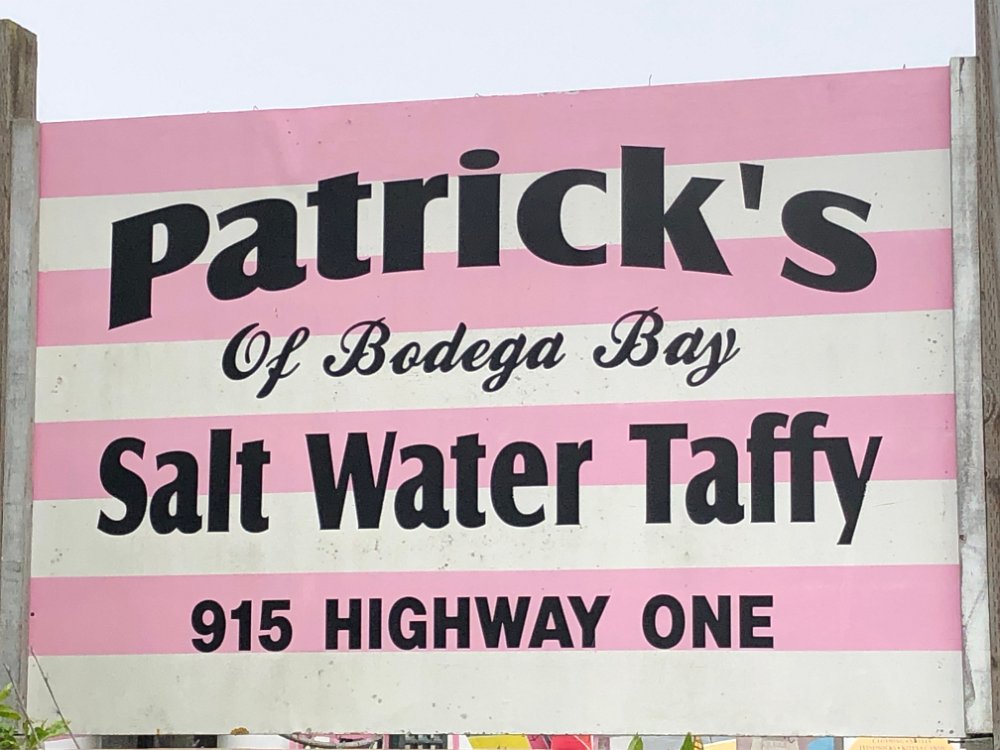 Patrick's
Of Bodega Bay
Salt Water Taffy
915 HIGHWAY ONE